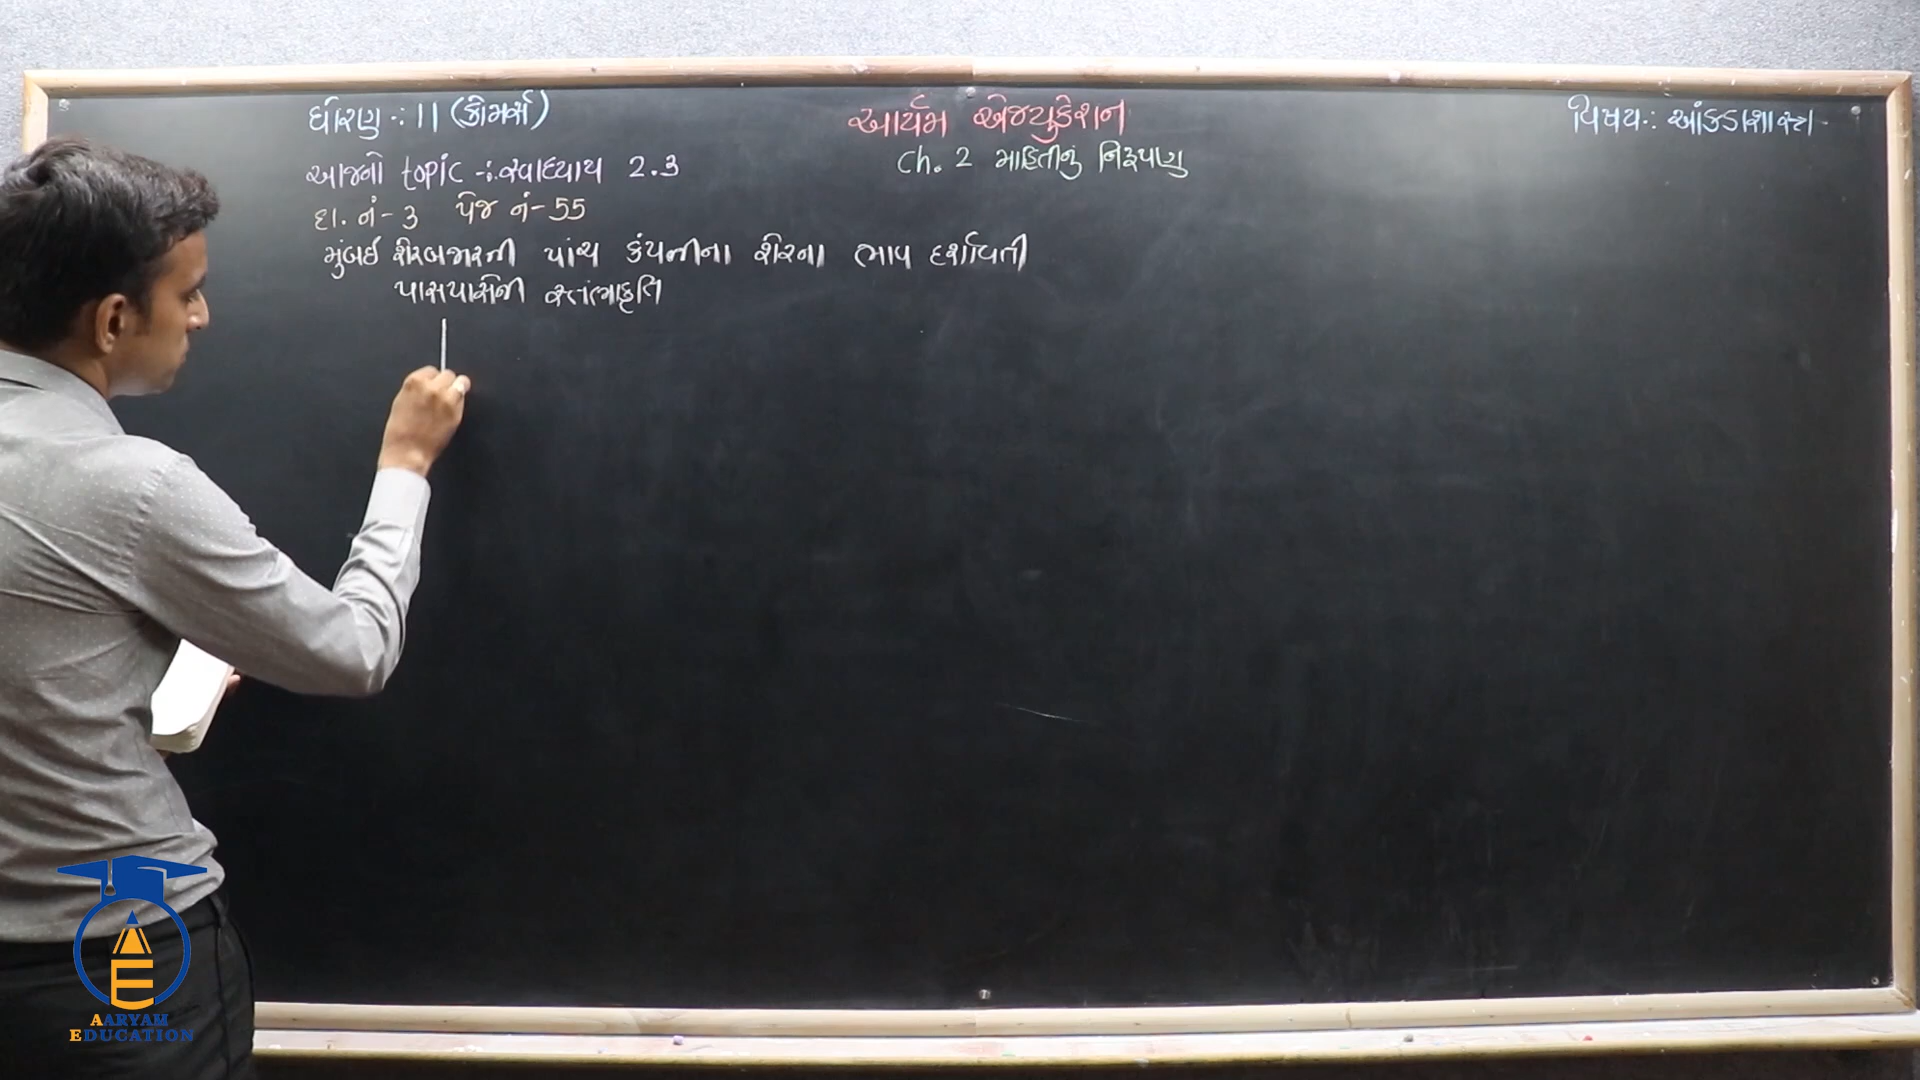 ધોરણ :- 11 (કોમર્સ)
આર્યમ એજ્યુકેશન
વિષય :- આંકડાશાસ્ત્ર
આજનો topic :- સ્વાધ્યાય 2.3
Ch. 2 માહિતીનું નિરૂપણ
દા. નં - 3 પેજ નં - 55
મુંબઇ શેરબજારની પાંચ કંપનીના શેરના ભાવ દર્શાવતી
પાસપાસેની સ્તંભાકૃતિ
AARYAM
EDUCATION